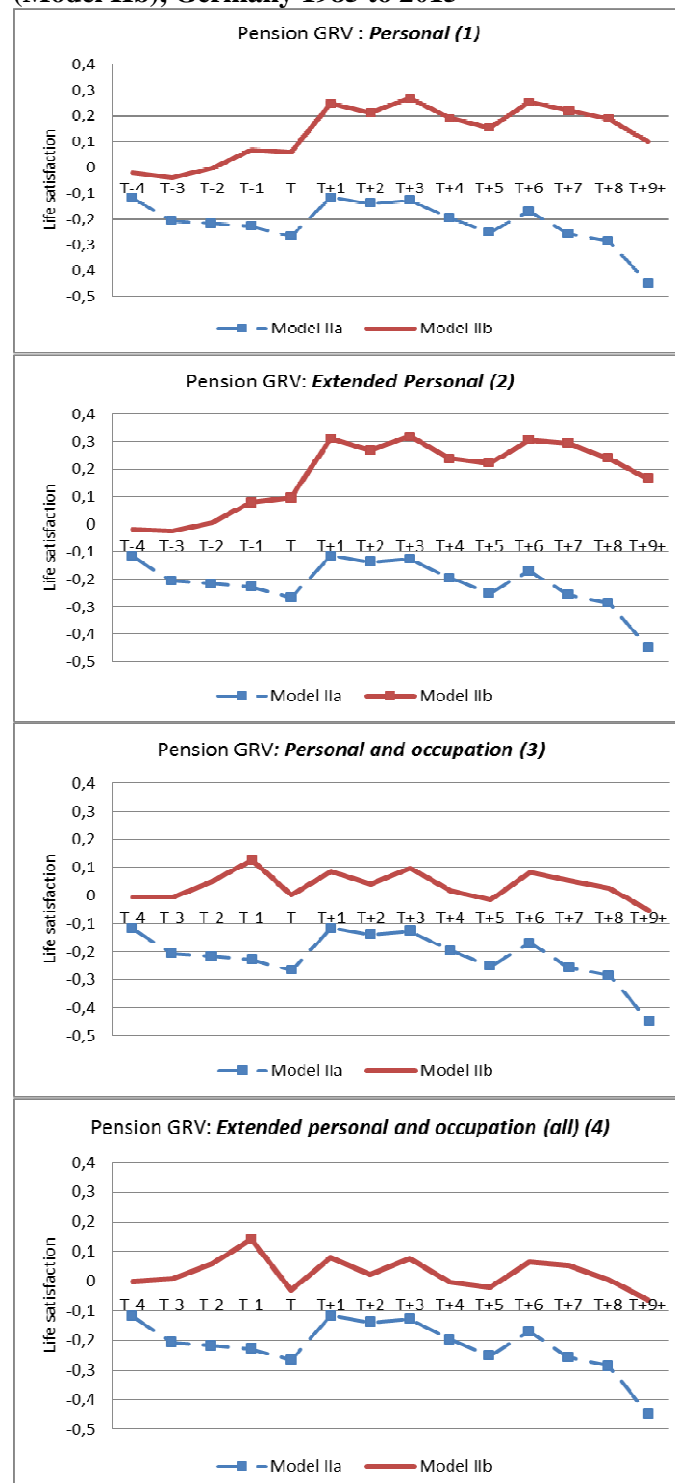 (Model IIb), Germany to
Pension GRV : Personal (1)
Life satisfaction
0,4
0,3
0,2
0,1
0
-0,1
-0,2
-0,3
-0,4
-0,5
T-4 T-3 T-2 T-1 T T+1 T+2 T+3 T+4 T+5 T+6 T+7 T+8 T+9+
Model IIa Model IIb
Pension GRV: Extended Personal (2)
Life satisfaction
0,4
0,3
0,2
0,1
0
-0,1
-0,2
-0,3
-0,4
-0,5
T-4 T-3 T-2 T-1 T T+1 T+2 T+3 T+4 T+5 T+6 T+7 T+8 T+9+
Model IIa Model IIb
Pension GRV: Personal and occupation (3)
Life satisfaction
0,4
0,3
0,2
0,1
0
-0,1
-0,2
-0,3
-0,4
-0,5
T-4 T-3 T-2 T-1 T T+1 T+2 T+3 T+4 T+5 T+6 T+7 T+8 T+9+
Model IIa Model IIb
Pension GRV: Extended personal and occupation (all) (4)
Life satisfaction
0,4
0,3
0,2
0,1
0
-0,1
-0,2
-0,3
-0,4
-0,5
T-4 T-3 T-2 T-1 T T+1 T+2 T+3 T+4 T+5 T+6 T+7 T+8 T+9+
Model IIa Model IIb